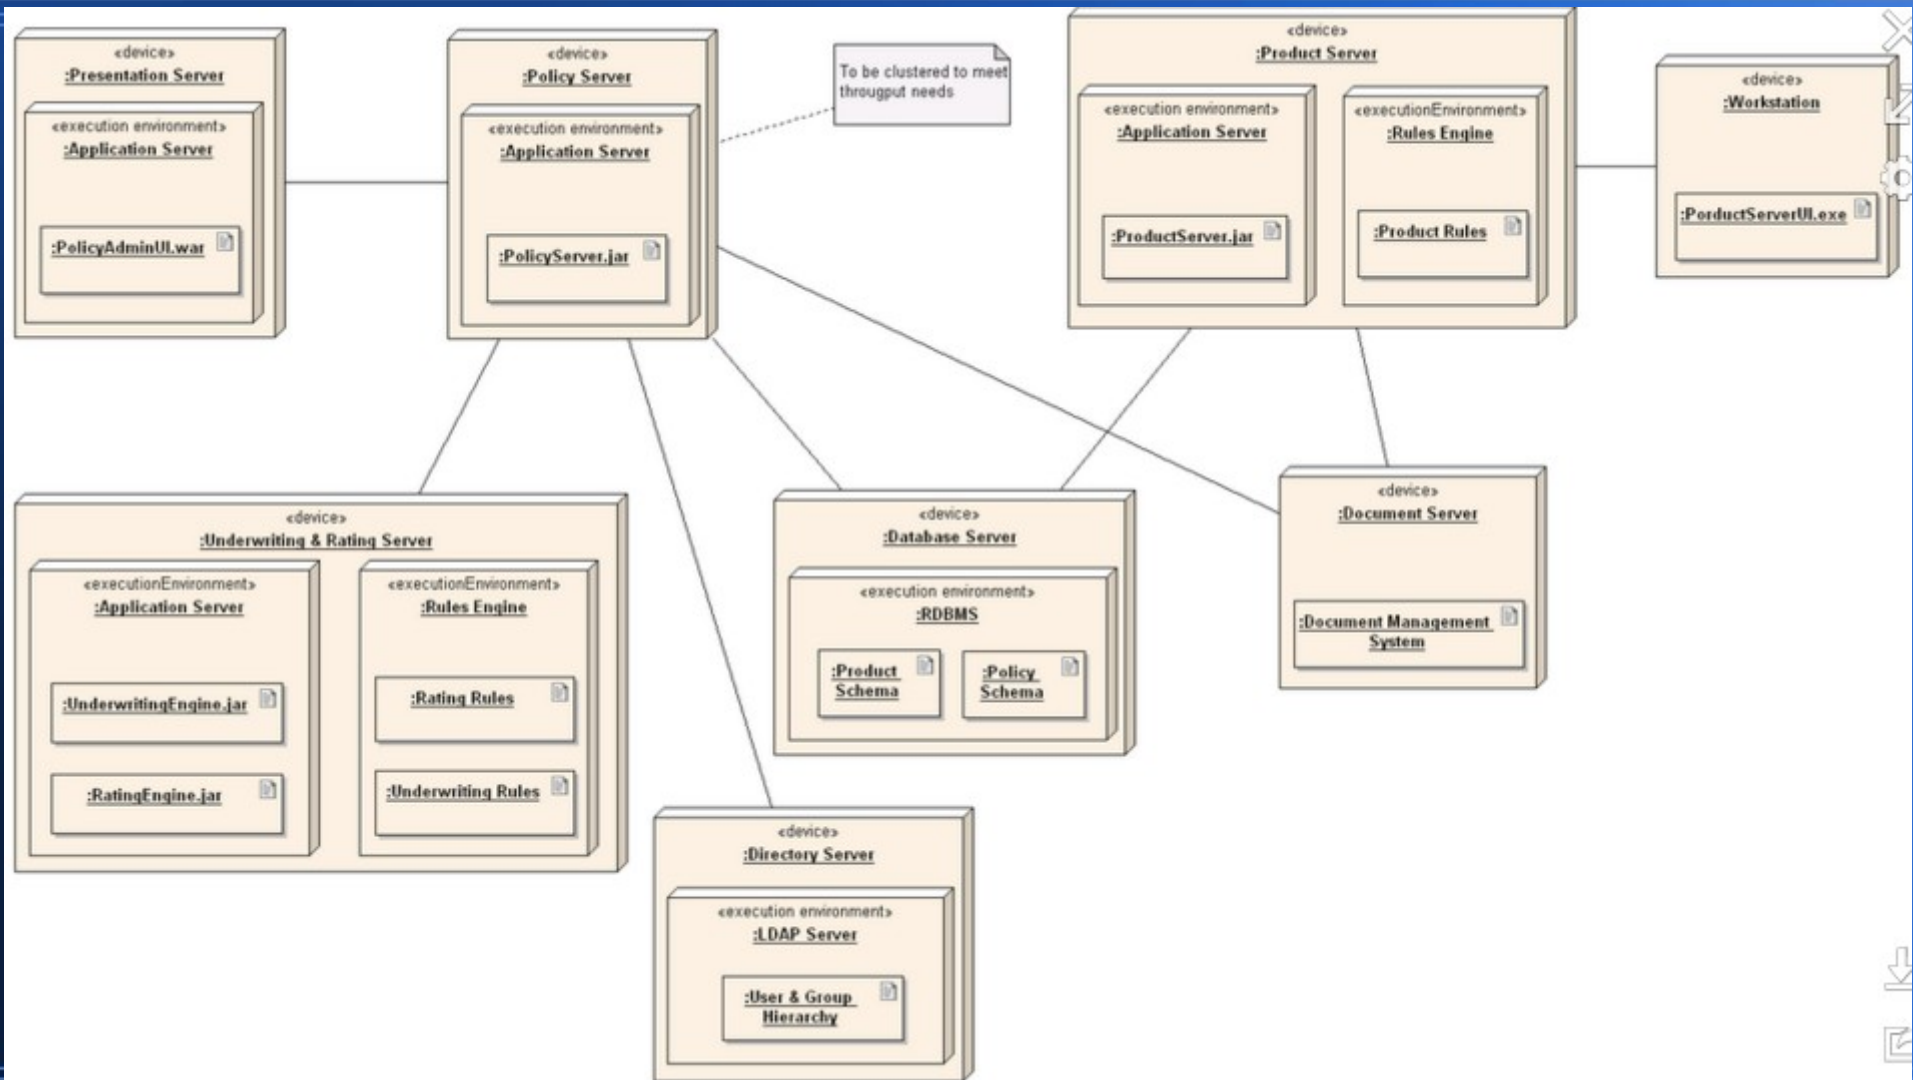 «device»
:Presentation Server
«execution environment»
:Application Server
:PolicyAdminUI.war
«device»
:Policy Server
«execution environment»
:Application Server
:PolicyServer.jar
To be clustered to meet
througput needs
«device»
:Product Server
«execution environment»
:Application Server
:ProductServer.jar
«executionEnvironment»
:Rules Engine
:Product Rules
«device»
:Workstation
:PorductServerUI.exe
«device»
:Underwriting & Rating Server
«executionEnvironment»
:Application Server
:UnderwritingEngine.jar
:RatingEngine.jar
«executionEnvironment»
:Rules Engine
:Rating Rules
:Underwriting Rules
«device»
:Database Server
«execution environment»
:RDBMS
:Product
Schema
:Policy
Schema
«device»
:Document Server
:Document Management
System
«device»
:Directory Server
«execution environment»
:LDAP Server
:User & Group
Hierarchy